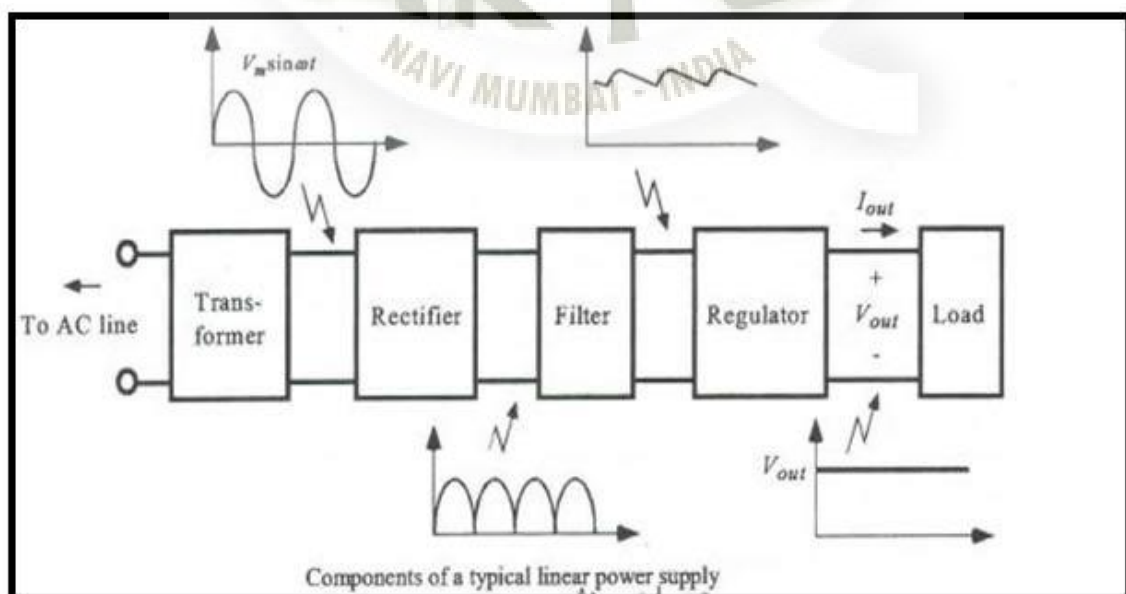 NAVI MUMBAI - INDIA
V_m sin ωt
I_out
To AC line
Trans-
former
Rectifier
Filter
Regulator
+
V_out
-
Load
V_out
Components of a typical linear power supply